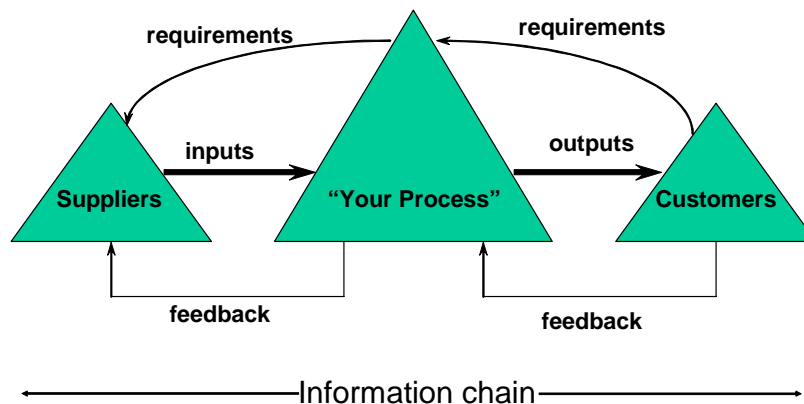 requirements
requirements
inputs
outputs
Suppliers
“Your Process”
Customers
feedback
feedback
Information chain